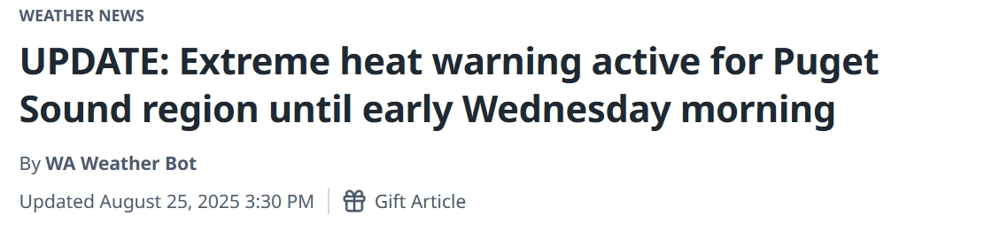 WEATHER NEWS
UPDATE: Extreme heat warning active for Puget
Sound region until early Wednesday morning
By WA Weather Bot
Updated August 25, 2025 3:30 PM Gift Article